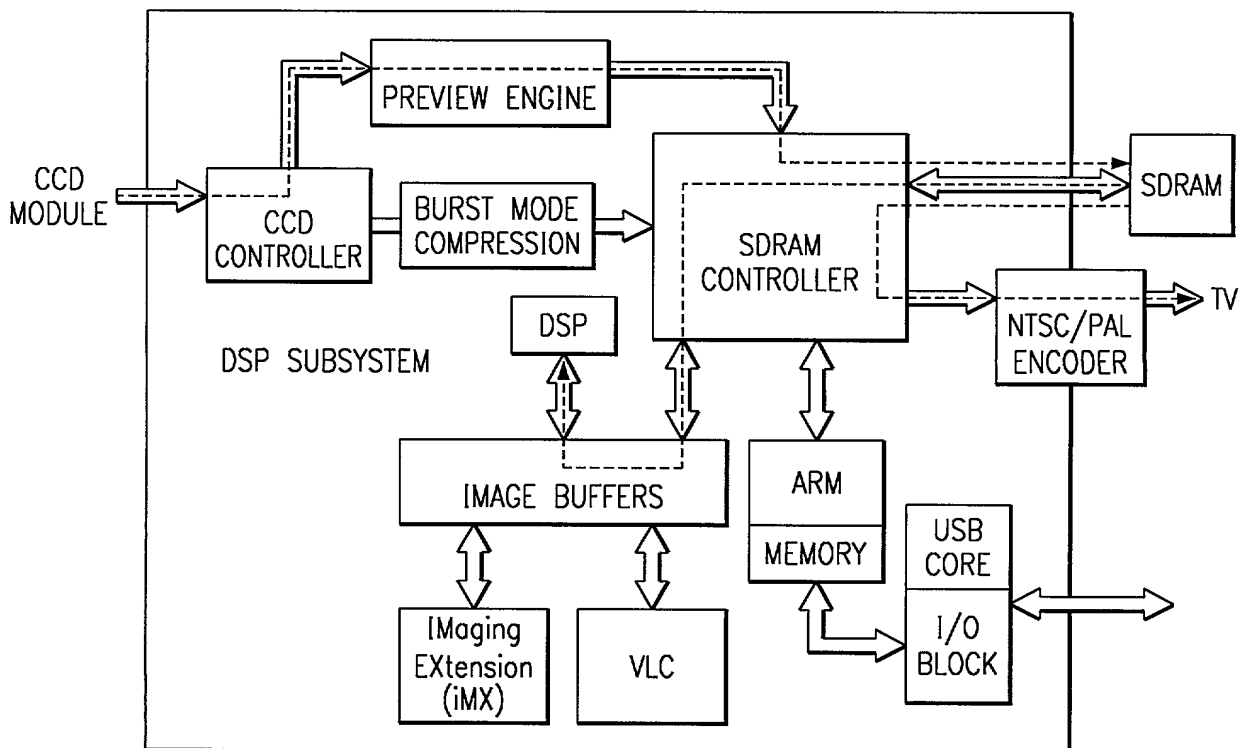 PREVIEW ENGINE
CCD
MODULE
CCD
CONTROLLER
BURST MODE
COMPRESSION
SDRAM
CONTROLLER
SDRAM
NTSC/PAL
ENCODER
TV
DSP
DSP SUBSYSTEM
IMAGE BUFFERS
ARM
MEMORY
USB
CORE
I/O
BLOCK
IMaging
EXtension
(iMX)
VLC